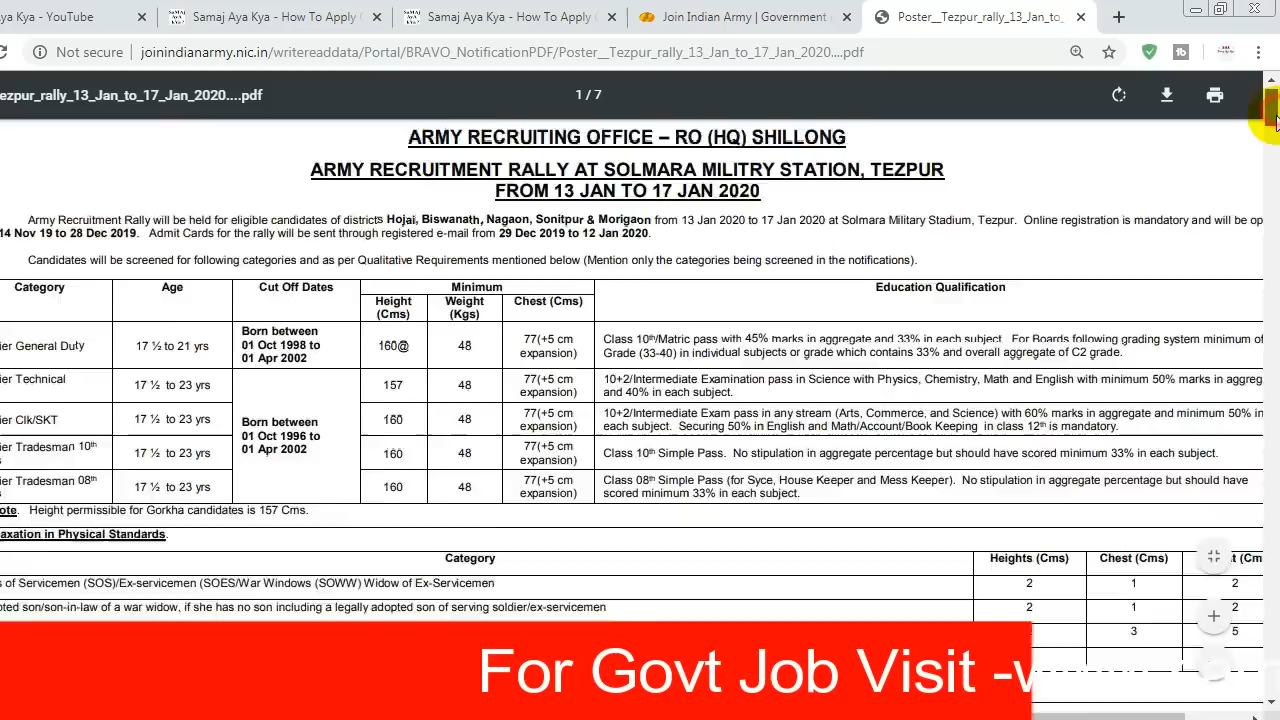 aya Kya - YouTube
Samaj Aya Kya - How To Apply (
Samaj Aya Kya - How To Apply (
Join Indian Army | Government
Poster__Tezpur_rally_13_Jan_to_
Not secure
joinindianarmy.nic.in/writereaddata/Portal/BRAVO_NotificationPDF/Poster__Tezpur_rally_13_Jan_to_17_Jan_2020....pdf
ezpur_rally_13_Jan_to_17_Jan_2020....pdf
1 / 7
ARMY RECRUITING OFFICE – RO (HQ) SHILLONG
ARMY RECRUITMENT RALLY AT SOLMARA MILITRY STATION, TEZPUR
FROM 13 JAN TO 17 JAN 2020
Army Recruitment Rally will be held for eligible candidates of districts Hojai, Biswanath, Nagaon, Sonitpur & Morigaon from 13 Jan 2020 to 17 Jan 2020 at Solmara Military Stadium, Tezpur. Online registration is mandatory and will be op
14 Nov 19 to 28 Dec 2019. Admit Cards for the rally will be sent through registered e-mail from 29 Dec 2019 to 12 Jan 2020.
Candidates will be screened for following categories and as per Qualitative Requirements mentioned below (Mention only the categories being screened in the notifications).
Category Age Cut Off Dates Minimum Education Qualification
Height (Cms) Weight (Kgs) Chest (Cms)
ier General Duty 17 ½ to 21 yrs Born between 01 Oct 1998 to 01 Apr 2002 160@ 48 77(+5 cm expansion) Class 10th/Matric pass with 45% marks in aggregate and 33% in each subject. For Boards following grading system minimum of
Grade (33-40) in individual subjects or grade which contains 33% and overall aggregate of C2 grade.
ier Technical 17 ½ to 23 yrs Born between 01 Oct 1996 to 01 Apr 2002 157 48 77(+5 cm expansion) 10+2/Intermediate Examination pass in Science with Physics, Chemistry, Math and English with minimum 50% marks in aggreg
and 40% in each subject.
ier Clk/SKT 17 ½ to 23 yrs 160 48 77(+5 cm expansion) 10+2/Intermediate Exam pass in any stream (Arts, Commerce, and Science) with 60% marks in aggregate and minimum 50% in
each subject. Securing 50% in English and Math/Account/Book Keeping in class 12th is mandatory.
ier Tradesman 10th 17 ½ to 23 yrs 160 48 77(+5 cm expansion) Class 10th Simple Pass. No stipulation in aggregate percentage but should have scored minimum 33% in each subject.
s
ier Tradesman 08th 17 ½ to 23 yrs 160 48 77(+5 cm expansion) Class 08th Simple Pass (for Syce, House Keeper and Mess Keeper). No stipulation in aggregate percentage but should have
s scored minimum 33% in each subject.
ote. Height permissible for Gorkha candidates is 157 Cms.
axation in Physical Standards.
Category Heights (Cms) Chest (Cms) t (Cm
s of Servicemen (SOS)/Ex-servicemen (SOES/War Windows (SOWW) Widow of Ex-Servicemen 2 1 2
pted son/son-in-law of a war widow, if she has no son including a legally adopted son of serving soldier/ex-servicemen 2 1 2
3 5
For Govt Job Visit -w